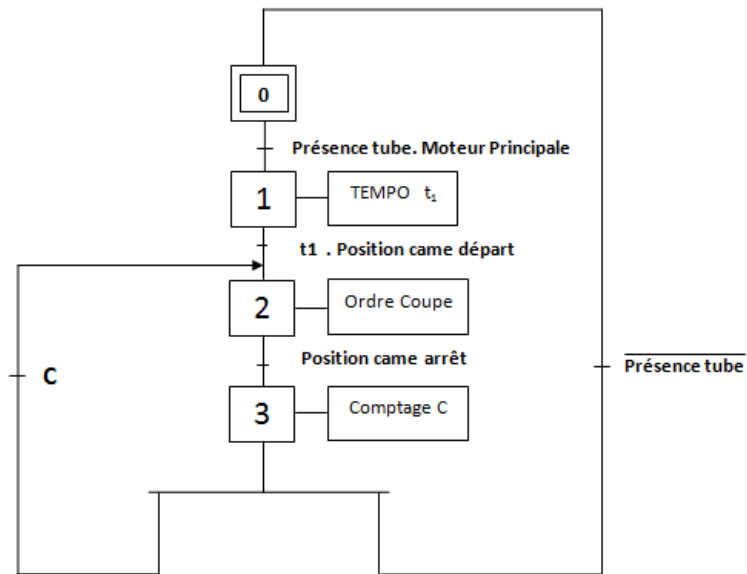 0
Présence tube. Moteur Principale
1
TEMPO t₁
t1 . Position came départ
2
Ordre Coupe
Position came arrêt
Présence tube
C
3
Comptage C